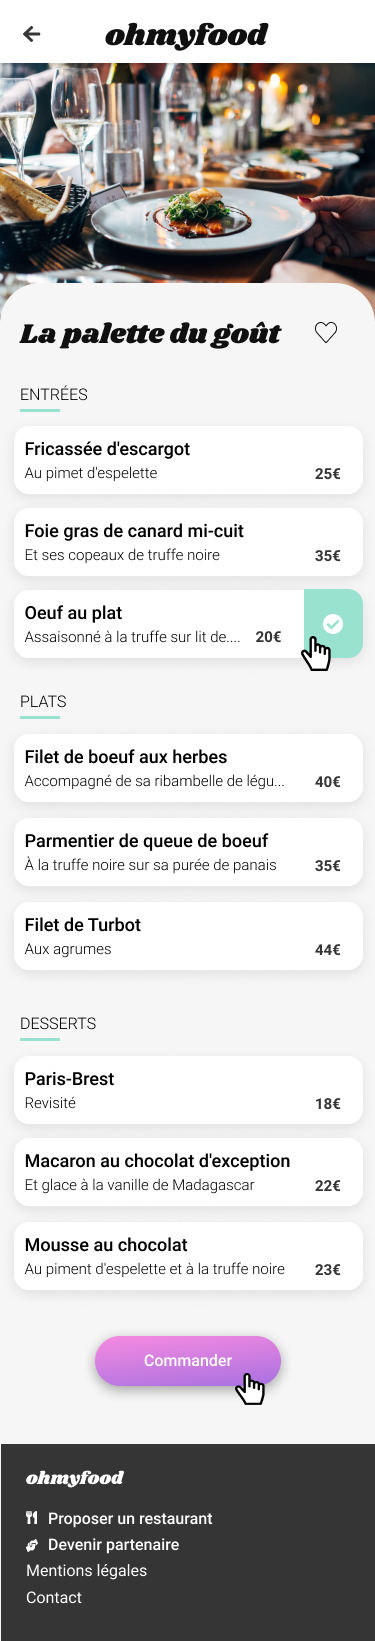 ohmyfood
La palette du goût
ENTRÉES
Fricassée d'escargot
Au pimet d'espelette
25€
Foie gras de canard mi-cuit
Et ses copeaux de truffe noire
35€
Oeuf au plat
Assaisonné à la truffe sur lit de....
20€
PLATS
Filet de boeuf aux herbes
Accompagné de sa ribambelle de légu...
40€
Parmentier de queue de boeuf
À la truffe noire sur sa purée de panais
35€
Filet de Turbot
Aux agrumes
44€
DESSERTS
Paris-Brest
Revisité
18€
Macaron au chocolat d'exception
Et glace à la vanille de Madagascar
22€
Mousse au chocolat
Au piment d'espelette et à la truffe noire
23€
Commander
ohmyfood
Proposer un restaurant
Devenir partenaire
Mentions légales
Contact